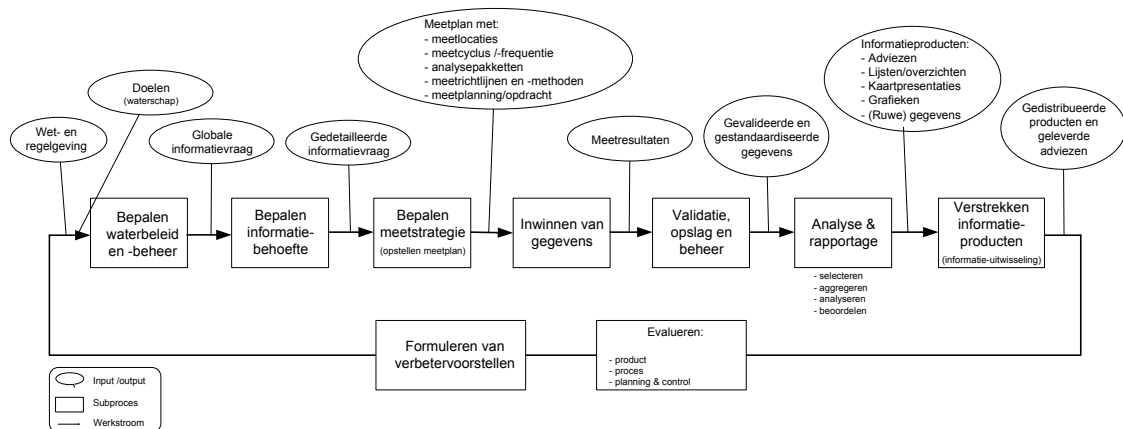 Meetplan met:
- meetlocaties
- meetcyclus /-frequentie
- analysepakketten
- meetrichtlijnen en -methoden
- meetplanning/opdracht
Informatieproducten:
- Adviezen
- Lijsten/overzichten
- Kaartpresentaties
- Grafieken
- (Ruwe) gegevens
Doelen
(waterschap)
Wet- en
regelgeving
Globale
informatievraag
Gedetailleerde
informatievraag
Meetresultaten
Gevalideerde en
gestandaardiseerde
gegevens
Gedistribueerde
producten en
geleverde
adviezen
Bepalen
waterbeleid
en -beheer
Bepalen
informatie-
behoefte
Bepalen
meetstrategie
(opstellen meetplan)
Inwinnen van
gegevens
Validatie,
opslag en
beheer
Analyse &
rapportage
- selecteren
- aggregeren
- analyseren
- beoordelen
Verstrekken
informatie-
producten
(informatie-uitwisseling)
Formuleren van
verbetervoorstellen
Evalueren:
- product
- proces
- planning & control
Input /output
Subproces
Werkstroom